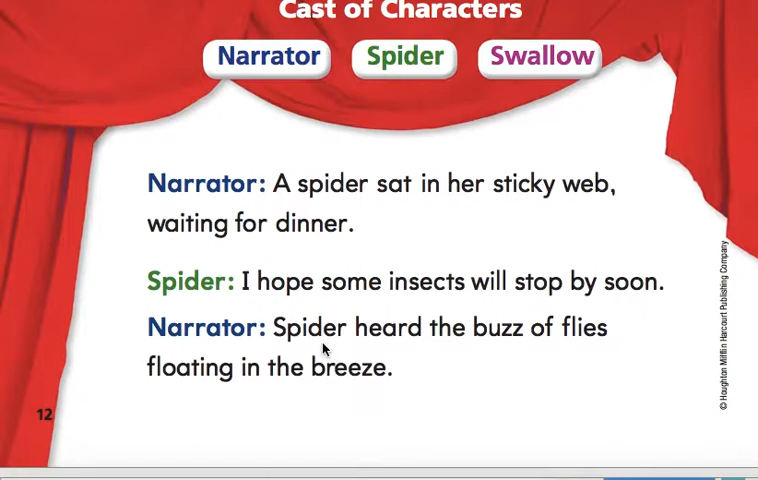 Cast of Characters
Narrator Spider Swallow
Narrator: A spider sat in her sticky web,
waiting for dinner.
Spider: I hope some insects will stop by soon.
Narrator: Spider heard the buzz of flies
floating in the breeze.
12
© Houghton Mifflin Harcourt Publishing Company